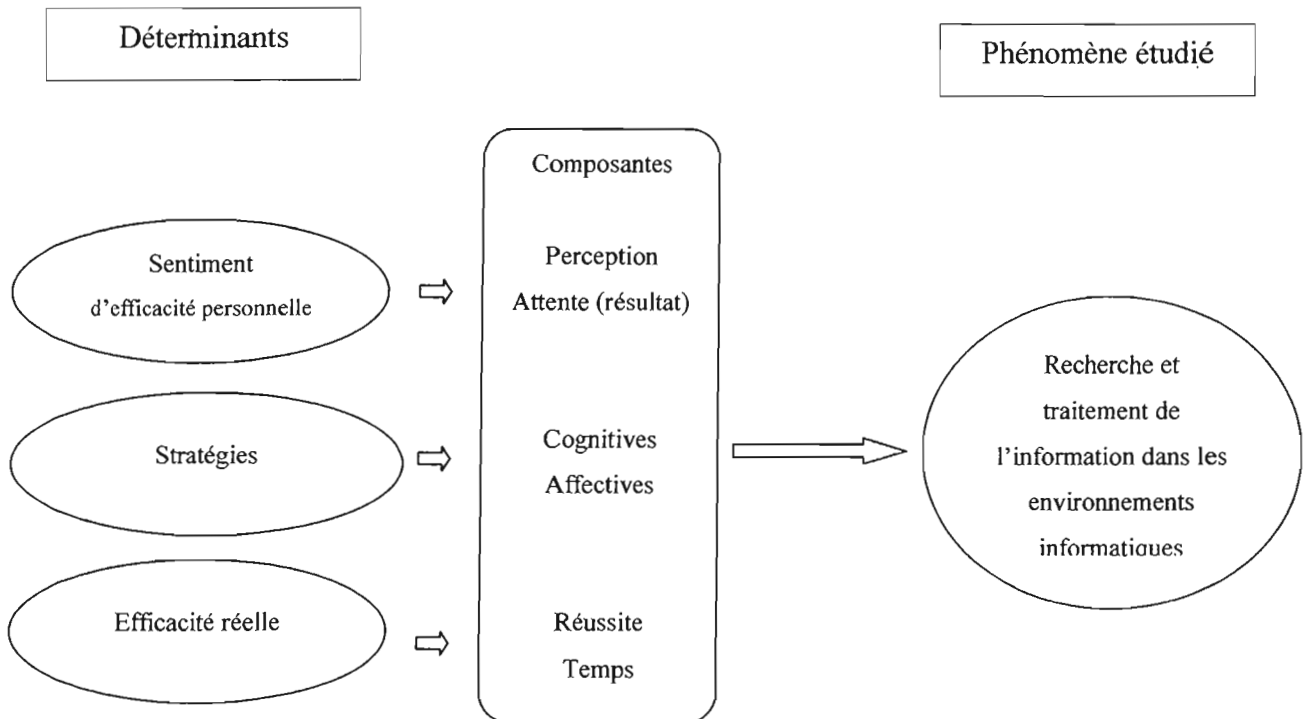 Déterminants
Phénomène étudié
Composantes
Sentiment
d'efficacité personnelle
Perception
Attente (résultat)
Stratégies
Cognitives
Affectives
Efficacité réelle
Réussite
Temps
Recherche et
traitement de
l'information dans les
environnements
informatiques